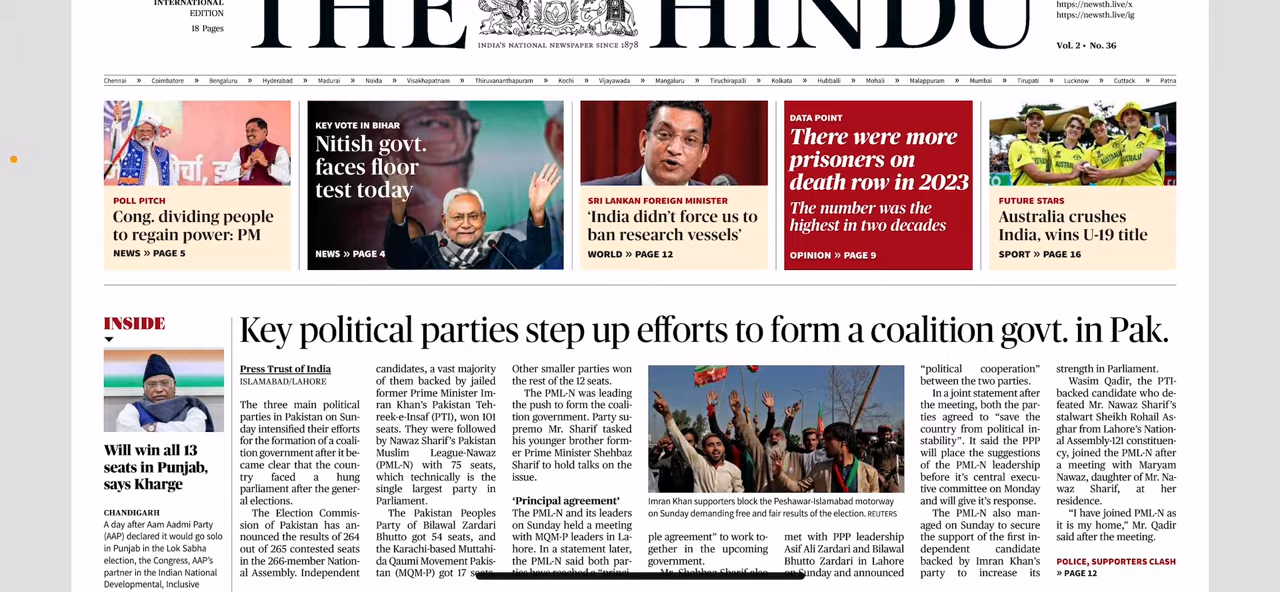 INTERNATIONAL
EDITION
18 Pages
THE HINDU
INDIA'S NATIONAL NEWSPAPER SINCE 1878
https://newsth.live/x
https://newsth.live/ig
Vol. 2 • No. 36
Chennai » Coimbatore » Bengaluru » Hyderabad » Madurai » Noida » Visakhapatnam » Thiruvananthapuram » Kochi » Vijayawada » Mangaluru » Tiruchirapalli » Kolkata » Hubballi » Mohali » Malappuram » Mumbai » Tirupati » Lucknow » Cuttack » Patna
POLL PITCH
Cong. dividing people
to regain power: PM
NEWS » PAGE 5
KEY VOTE IN BIHAR
Nitish govt.
faces floor
test today
NEWS » PAGE 4
SRI LANKAN FOREIGN MINISTER
‘India didn’t force us to
ban research vessels’
WORLD » PAGE 12
DATA POINT
There were more
prisoners on
death row in 2023
The number was the
highest in two decades
OPINION » PAGE 9
AUSTRALIA
FUTURE STARS
Australia crushes
India, wins U-19 title
SPORT » PAGE 16
INSIDE
Will win all 13
seats in Punjab,
says Kharge
CHANDIGARH
A day after Aam Aadmi Party
(AAP) declared it would go solo
in Punjab in the Lok Sabha
election, the Congress, AAP's
partner in the Indian National
Developmental, Inclusive
Key political parties step up efforts to form a coalition govt. in Pak.
Press Trust of India
ISLAMABAD/LAHORE
The three main political
parties in Pakistan on Sun-
day intensified their efforts
for the formation of a coali-
tion government after it be-
came clear that the coun-
try faced a hung
parliament after the gener-
al elections.
The Election Commis-
sion of Pakistan has an-
nounced the results of 264
out of 265 contested seats
in the 266-member Nation-
al Assembly. Independent
candidates, a vast majority
of them backed by jailed
former Prime Minister Im-
ran Khan's Pakistan Teh-
reek-e-Insaf (PTI), won 101
seats. They were followed
by Nawaz Sharif's Pakistan
Muslim League-Nawaz
(PML-N) with 75 seats,
which technically is the
single largest party in
Parliament.
The Pakistan Peoples
Party of Bilawal Zardari
Bhutto got 54 seats, and
the Karachi-based Muttahi-
da Qaumi Movement Pakis-
tan (MQM-P) got 17 seats.
Other smaller parties won
the rest of the 12 seats.
The PML-N was leading
the push to form the coali-
tion government. Party su-
premo Mr. Sharif tasked
his younger brother form-
er Prime Minister Shehbaz
Sharif to hold talks on the
issue.
‘Principal agreement’
The PML-N and its leaders
on Sunday held a meeting
with MQM-P leaders in La-
hore. In a statement later,
the PML-N said both par-
ties have reached a “princi-
Imran Khan supporters block the Peshawar-Islamabad motorway
on Sunday demanding free and fair results of the election. REUTERS
ple agreement” to work to-
gether in the upcoming
government.
Mr. Shehbaz Sharif also
met with PPP leadership
Asif Ali Zardari and Bilawal
Bhutto Zardari in Lahore
on Sunday and announced
“political cooperation”
between the two parties.
In a joint statement after
the meeting, both the par-
ties agreed to “save the
country from political in-
stability”. It said the PPP
will place the suggestions
of the PML-N leadership
before it's central execu-
tive committee on Monday
and will give it's response.
The PML-N also man-
aged on Sunday to secure
the support of the first in-
dependent candidate
backed by Imran Khan's
party to increase its
strength in Parliament.
Wasim Qadir, the PTI-
backed candidate who de-
feated Mr. Nawaz Sharif's
stalwart Sheikh Rohail As-
ghar from Lahore's Nation-
al Assembly-121 constituen-
cy, joined the PML-N after
a meeting with Maryam
Nawaz, daughter of Mr. Na-
waz Sharif, at her
residence.
“I have joined PML-N as
it is my home,” Mr. Qadir
said after the meeting.
POLICE, SUPPORTERS CLASH
» PAGE 12